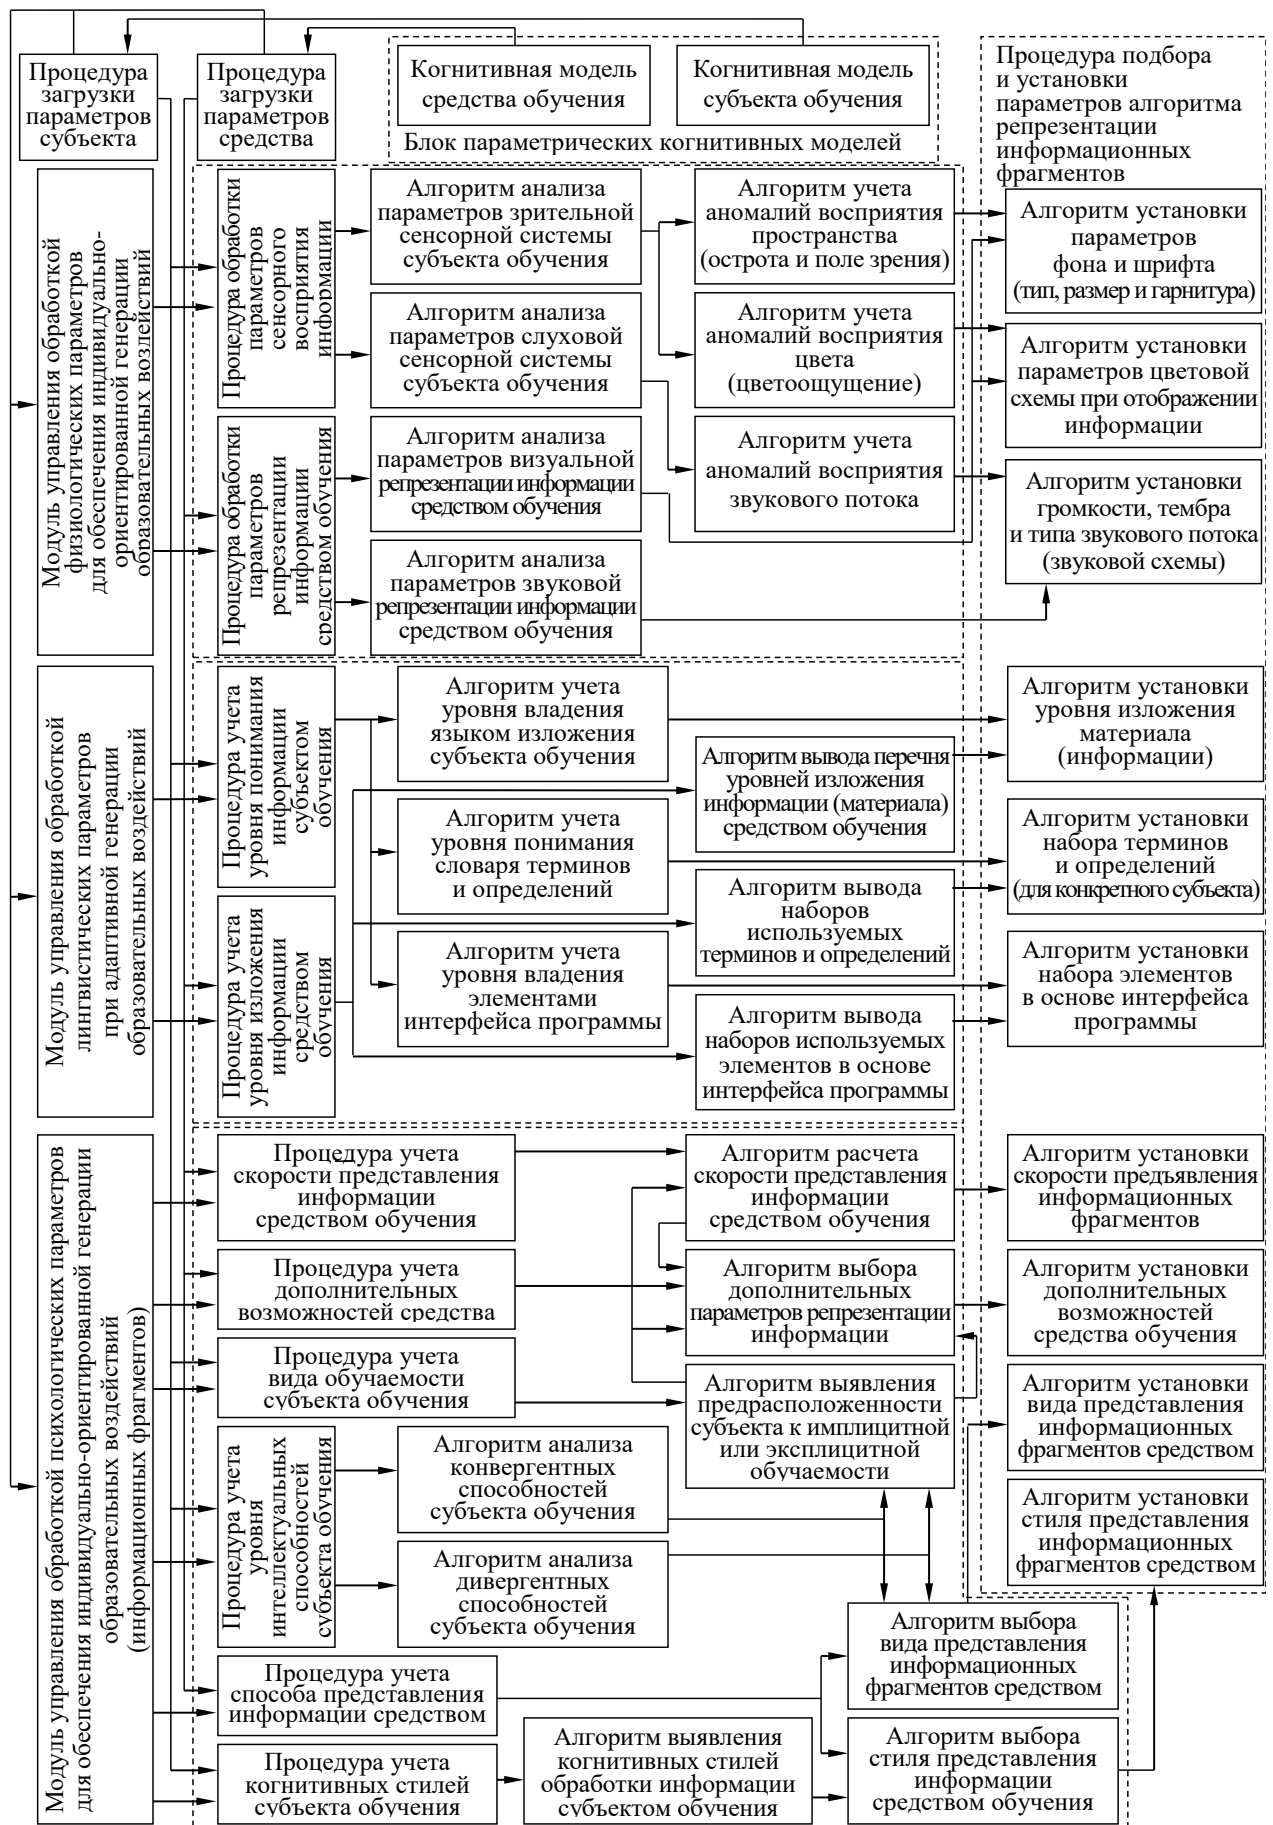 Процедура
загрузки
параметров
субъекта
Процедура
загрузки
параметров
средства
Когнитивная модель
средства обучения
Когнитивная модель
субъекта обучения
Блок параметрических когнитивных моделей
Процедура подбора
и установки
параметров алгоритма
репрезентации
информационных
фрагментов
Модуль управления обработкой
физиологических параметров
для обеспечения индивидуально-
ориентированной генерации
образовательных воздействий
Процедура обработки
параметров
сенсорного
восприятия
информации
Алгоритм анализа
параметров зрительной
сенсорной системы
субъекта обучения
Алгоритм учета
аномалий восприятия
пространства
(острота и поле зрения)
Алгоритм установки
параметров
фона и шрифта
(тип, размер и гарнитура)
Алгоритм анализа
параметров слуховой
сенсорной системы
субъекта обучения
Алгоритм учета
аномалий восприятия
цвета
(цветоощущение)
Алгоритм установки
параметров цветовой
схемы при отображении
информации
Процедура обработки
параметров
репрезентации
информации
средством обучения
Алгоритм анализа
параметров визуальной
репрезентации информации
средством обучения
Алгоритм учета
аномалий восприятия
звукового потока
Алгоритм установки
громкости, тембра
и типа звукового потока
(звуковой схемы)
Алгоритм анализа
параметров звуковой
репрезентации информации
средством обучения
Модуль управления обработкой
лингвистических параметров
при адаптивной генерации
образовательных воздействий
Процедура учета
уровня понимания
информации
субъектом
обучения
Алгоритм учета
уровня владения
языком изложения
субъекта обучения
Алгоритм установки
уровня изложения
материала
(информации)
Алгоритм вывода перечня
уровней изложения
информации (материала)
средством обучения
Алгоритм учета
уровня понимания
словаря терминов
и определений
Алгоритм установки
набора терминов
и определений
(для конкретного субъекта)
Процедура учета
уровня изложения
информации
средством
обучения
Алгоритм вывода
наборов
используемых
терминов и определений
Алгоритм учета
уровня владения
элементами
интерфейса программы
Алгоритм установки
набора элементов
в основе интерфейса
программы
Алгоритм вывода
наборов используемых
элементов в основе
интерфейса программы
Модуль управления обработкой психологических параметров
для обеспечения индивидуально-ориентированной генерации
образовательных воздействий
(информационных фрагментов)
Процедура учета
скорости представления
информации
средством обучения
Алгоритм расчета
скорости представления
информации
средством обучения
Алгоритм установки
скорости предъявления
информационных
фрагментов
Процедура учета
дополнительных
возможностей средства
Алгоритм выбора
дополнительных
параметров репрезентации
информации
Алгоритм установки
дополнительных
возможностей
средства обучения
Процедура учета
вида обучаемости
субъекта обучения
Алгоритм выявления
предрасположенности
субъекта к имплицитной
или эксплицитной
обучаемости
Алгоритм установки
вида представления
информационных
фрагментов средством
Процедура учета
уровня
интеллектуальных
способностей
субъекта обучения
Алгоритм анализа
конвергентных
способностей
субъекта обучения
Алгоритм установки
стиля представления
информационных
фрагментов средством
Алгоритм анализа
дивергентных
способностей
субъекта обучения
Алгоритм выбора
вида представления
информационных
фрагментов средством
Процедура учета
способа представления
информации средством
Процедура учета
когнитивных стилей
субъекта обучения
Алгоритм выявления
когнитивных стилей
обработки информации
субъектом обучения
Алгоритм выбора
стиля представления
информации
средством обучения